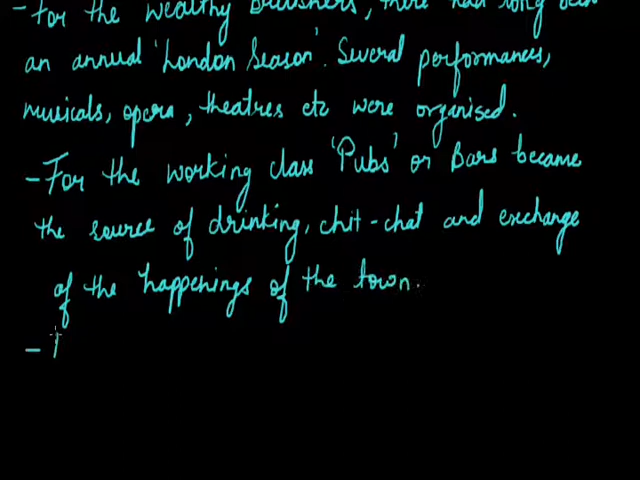 - For the wealthy Britishers, there had long been
an annual 'London Season'. Several performances,
musicals, opera, theatres etc were organised.
- For the working class 'Pubs' or Bars became
the source of drinking, chit-chat and exchange
of the happenings of the town.
-